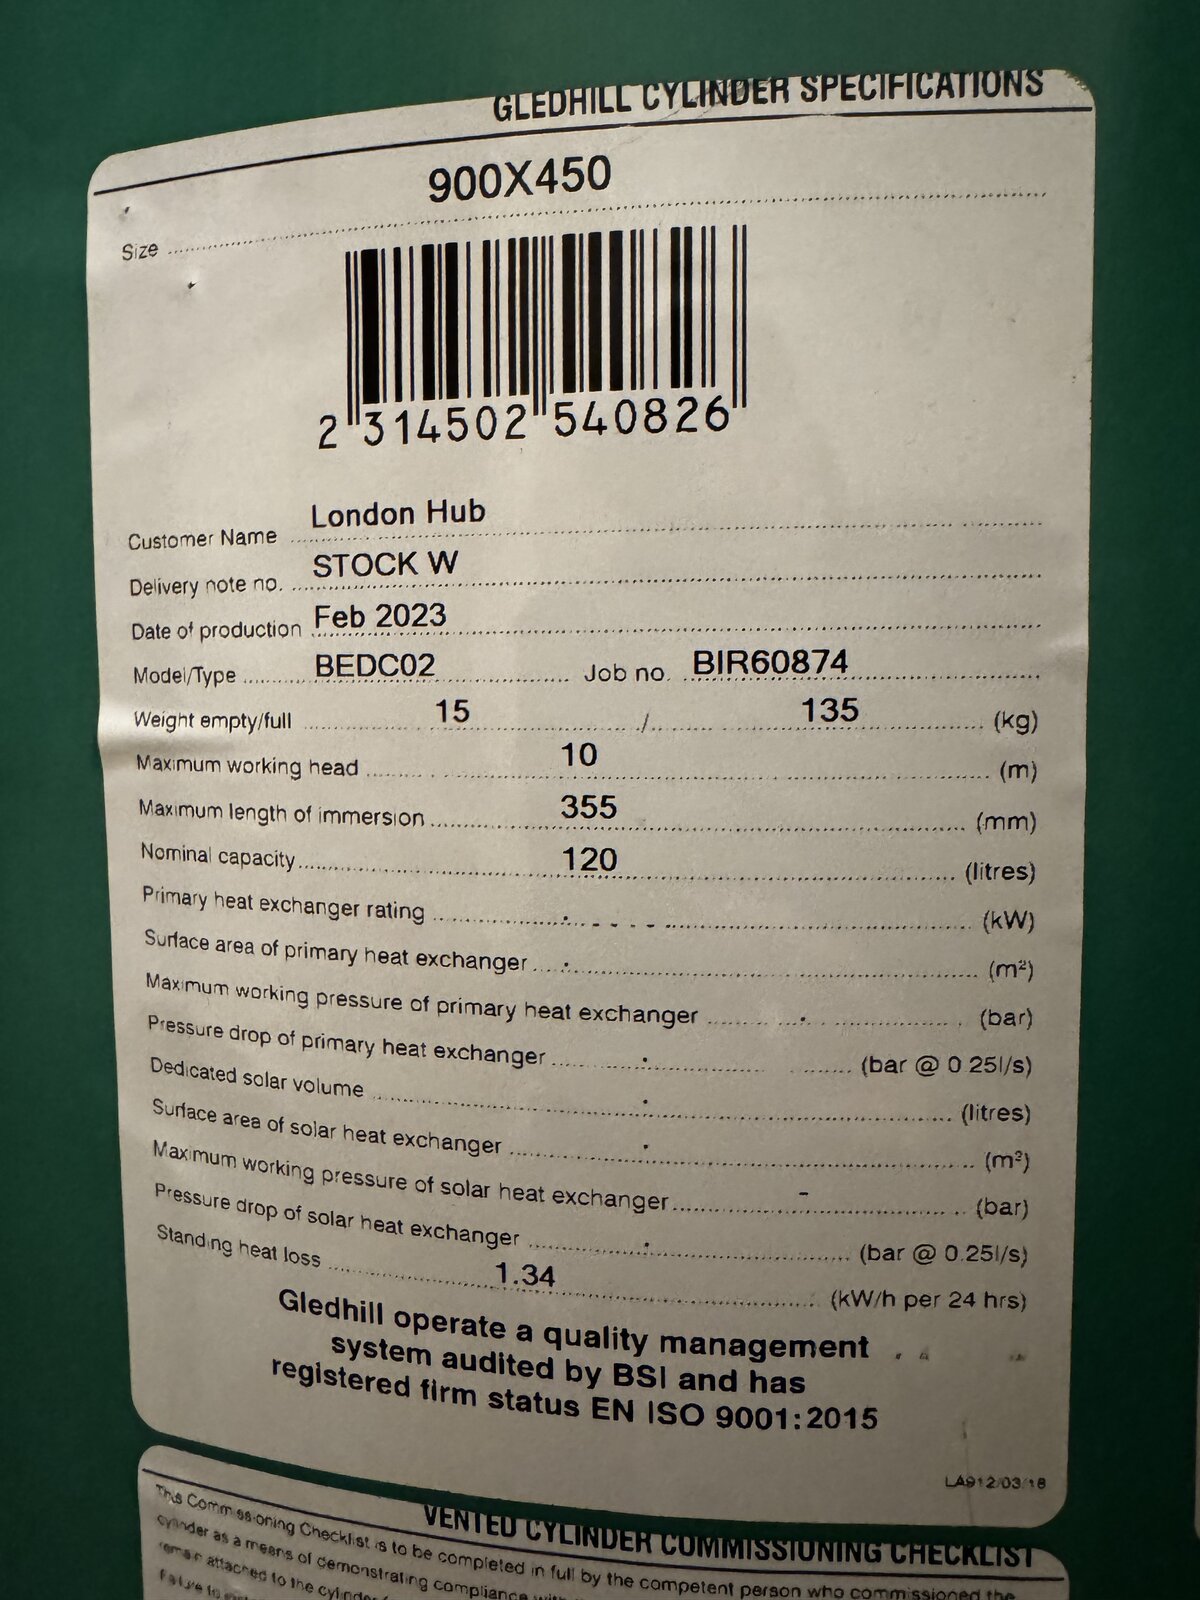 GLEDHILL CYLINDER SPECIFICATIONS
900X450
Size
2 314502 540826
Customer Name London Hub
Delivery note no. STOCK W
Date of production Feb 2023
Model/Type BEDC02 Job no. BIR60874
Weight empty/full 15 / 135 (kg)
Maximum working head 10 (m)
Maximum length of immersion 355 (mm)
Nominal capacity 120 (litres)
Primary heat exchanger rating - (kW)
Surface area of primary heat exchanger - (m²)
Maximum working pressure of primary heat exchanger - (bar)
Pressure drop of primary heat exchanger - (bar @ 0.25l/s)
Dedicated solar volume - (litres)
Surface area of solar heat exchanger - (m²)
Maximum working pressure of solar heat exchanger - (bar)
Pressure drop of solar heat exchanger - (bar @ 0.25l/s)
Standing heat loss 1.34 (kW/h per 24 hrs)
Gledhill operate a quality management
system audited by BSI and has
registered firm status EN ISO 9001:2015
LA912/03/18
VENTED CYLINDER COMMISSIONING CHECKLIST
This Commissioning Checklist is to be completed in full by the competent person who commissioned the
cylinder as a means of demonstrating compliance
remain attached to the cylinder
Failure to